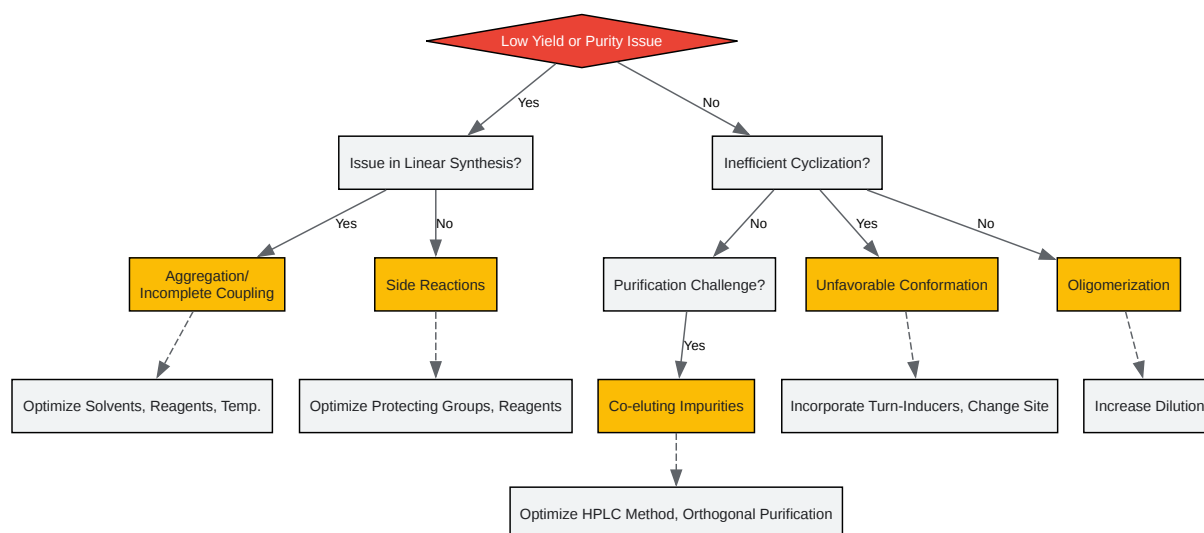 Low Yield or Purity Issue
Yes
No
Issue in Linear Synthesis?
Inefficient Cyclization?
Yes
No
No
Yes
No
Aggregation/
Incomplete Coupling
Side Reactions
Purification Challenge?
Unfavorable Conformation
Oligomerization
Yes
Optimize Solvents, Reagents, Temp.
Optimize Protecting Groups, Reagents
Co-eluting Impurities
Incorporate Turn-Inducers, Change Site
Increase Dilution
Optimize HPLC Method, Orthogonal Purification